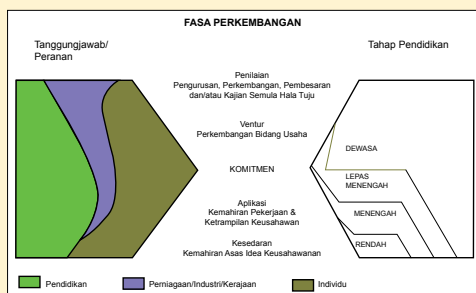 FASA PERKEMBANGAN
Tanggungjawab/
Peranan
Tahap Pendidikan
Penilaian
Pengurusan, Perkembangan, Pembesaran
dan/atau Kajian Semula Hala Tuju
Ventur
Perkembangan Bidang Usaha
KOMITMEN
Aplikasi
Kemahiran Pekerjaan &
Ketrampilan Keusahawan
Kesedaran
Kemahiran Asas Idea Keusahawanan
DEWASA
LEPAS
MENENGAH
MENENGAH
RENDAH
Pendidikan
Perniagaan/Industri/Kerajaan
Individu